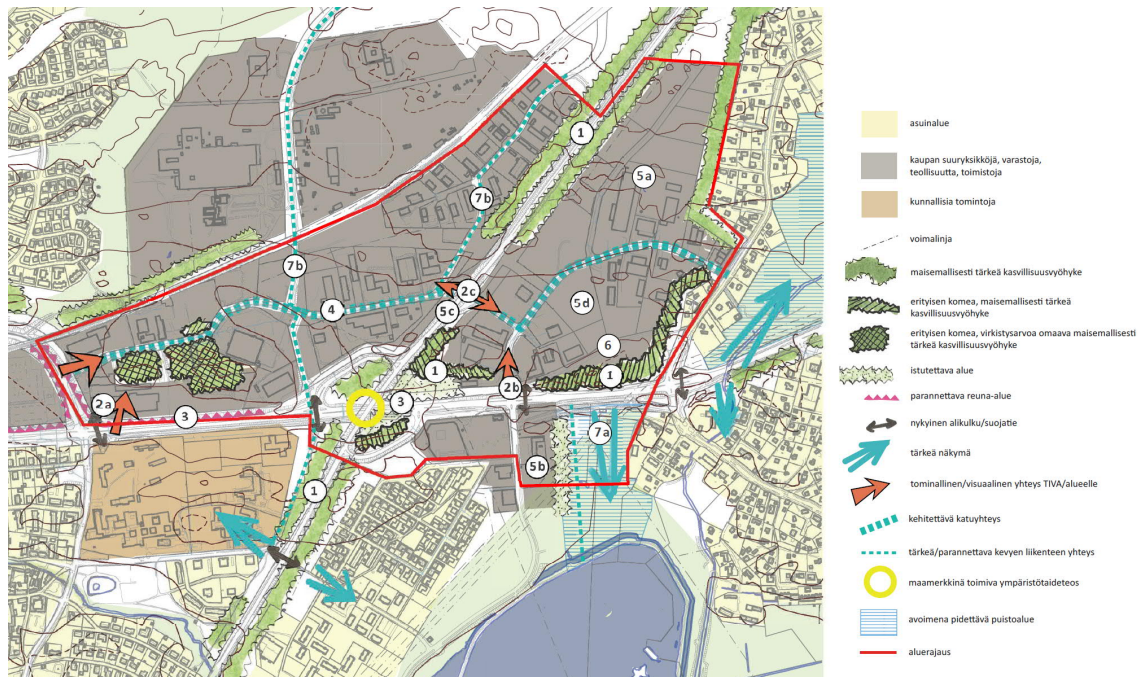 1
5a
7b
7b
2c
5c
4
5d
6
1
1
2b
2a
3
3
7a
5b
1
asuinalue
kaupan suuryksikköjä, varastoja,
teollisuutta, toimistoja
kunnallisia tomintoja
voimalinja
maisemallisesti tärkeä kasvillisuusvyöhyke
erityisen komea, maisemallisesti tärkeä
kasvillisuusvyöhyke
erityisen komea, virkistysarvoa omaava maisemallisesti
tärkeä kasvillisuusvyöhyke
istutettava alue
parannettava reuna-alue
nykyinen alikulku/suojatie
tärkeä näkymä
tominallinen/visuaalinen yhteys TIVA/alueelle
kehitettävä katuyhteys
tärkeä/parannettava kevyen liikenteen yhteys
maamerkkinä toimiva ympäristötaideteos
avoimena pidettävä puistoalue
aluerajaus